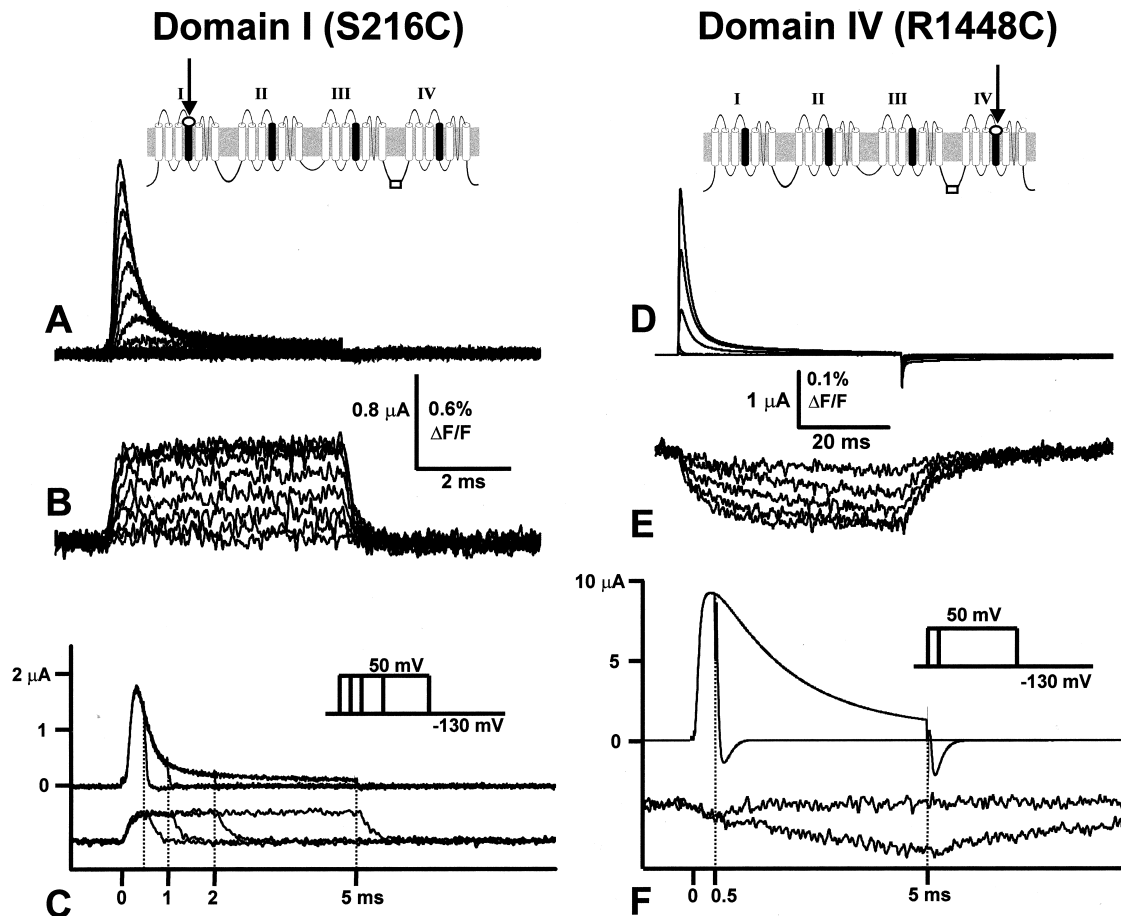 Domain I (S216C)
Domain IV (R1448C)
I II III IV
I II III IV
A
D
0.8 µA
0.6%
ΔF/F
2 ms
1 µA
0.1%
ΔF/F
20 ms
B
E
2 µA
1
0
50 mV
-130 mV
0 1 2 5 ms
C
10 µA
5
0
50 mV
-130 mV
0 0.5 5 ms
F